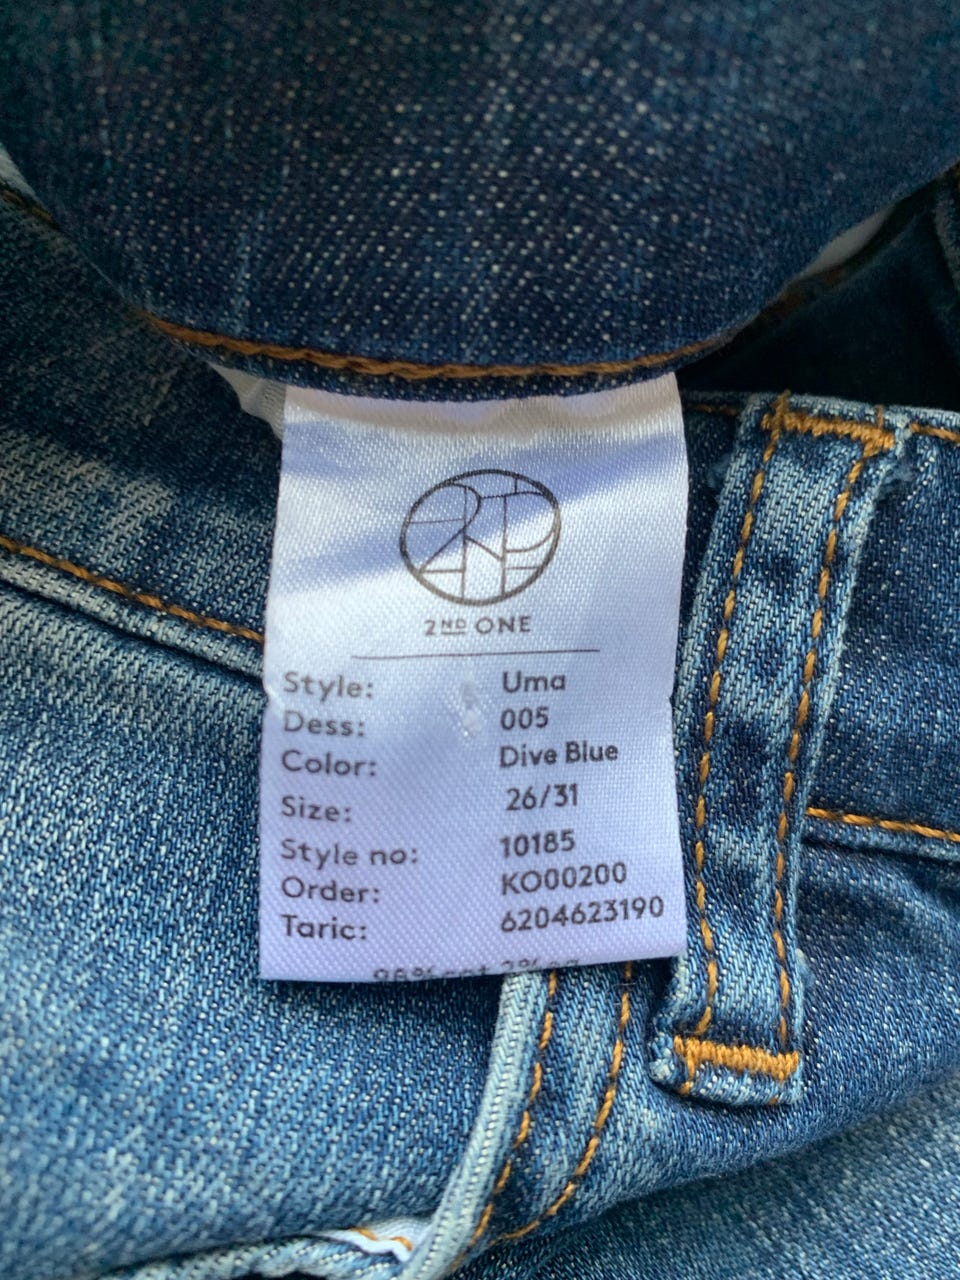 2ND ONE
Style: Uma
Dess: 005
Color: Dive Blue
Size: 26/31
Style no: 10185
Order: KO00200
Taric: 6204623190